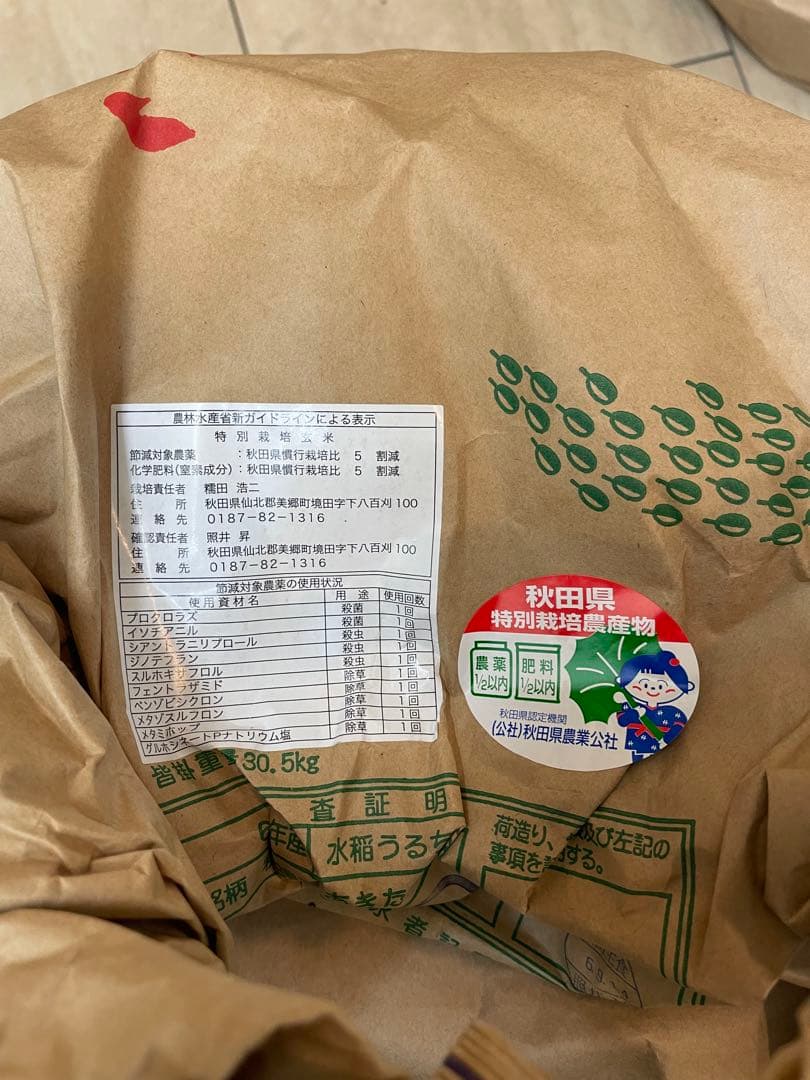 農林水産省新ガイドラインによる表示
特別栽培玄米
節減対象農薬 :秋田県慣行栽培比 5 割減
化学肥料(窒素成分):秋田県慣行栽培比 5 割減
栽培責任者 糯田 浩二
住 所 秋田県仙北郡美郷町境田字下八百刈100
連 絡 先 0187-82-1316
確認責任者 照井 昇
住 所 秋田県仙北郡美郷町境田字下八百刈100
連 絡 先 0187-82-1316
節減対象農薬の使用状況
使用資材名 用 途 使用回数
プロクロラズ 殺菌 1回
イソチアニル 殺菌 1回
シアントラニリプロール 殺虫 1回
ジノテフラン 殺虫 1回
スルホキサフロル 殺虫 1回
フェントラザミド 除草 1回
ベンゾビシクロン 除草 1回
メタゾスルフロン 除草 1回
メタミホップ 除草 1回
グルホシネートPナトリウム塩 除草 1回
秋田県
特別栽培農産物
農薬
1/2以内
肥料
1/2以内
秋田県認定機関
(公社)秋田県農業公社
皆掛重量30.5kg
査証明
年産 水稲うるち
荷造り、及び左記の
事項を
銘柄